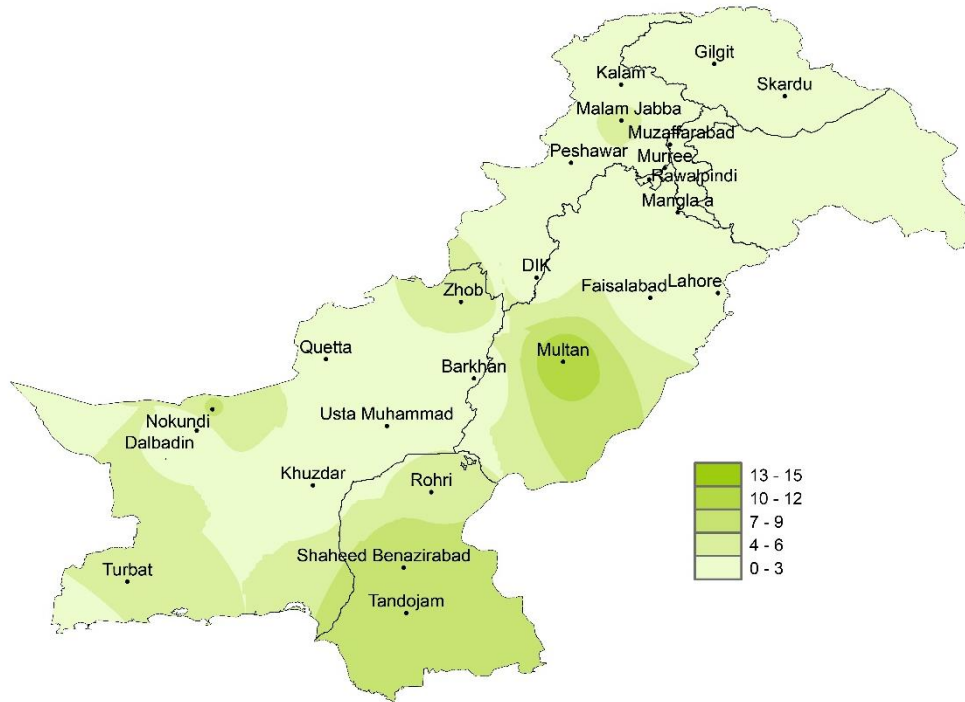 Gilgit
Kalam
Skardu
Malam Jabba
Muzaffarabad
Peshawar
Murree
Rawalpindi
Mangla a
DIK
Zhob
Faisalabad
Lahore
Quetta
Multan
Barkhan
Nokundi
Usta Muhammad
Dalbadin
Khuzdar
Rohri
13 - 15
10 - 12
7 - 9
4 - 6
0 - 3
Shaheed Benazirabad
Turbat
Tandojam